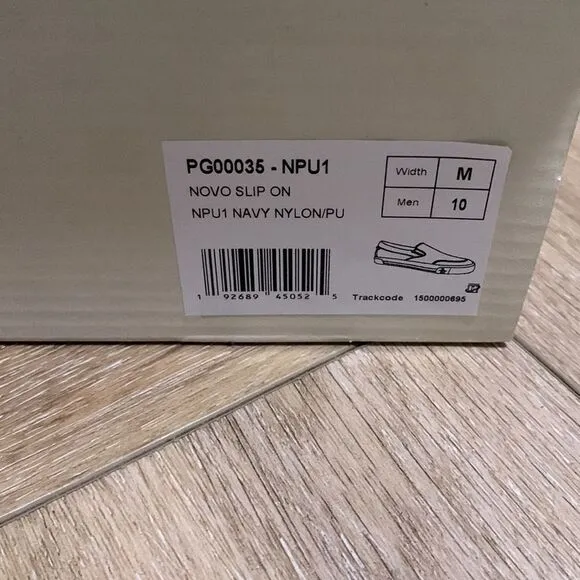 PG00035 - NPU1
NOVO SLIP ON
NPU1 NAVY NYLON/PU
Width M
Men 10
1 92689 45052 5
Trackcode 1500000695